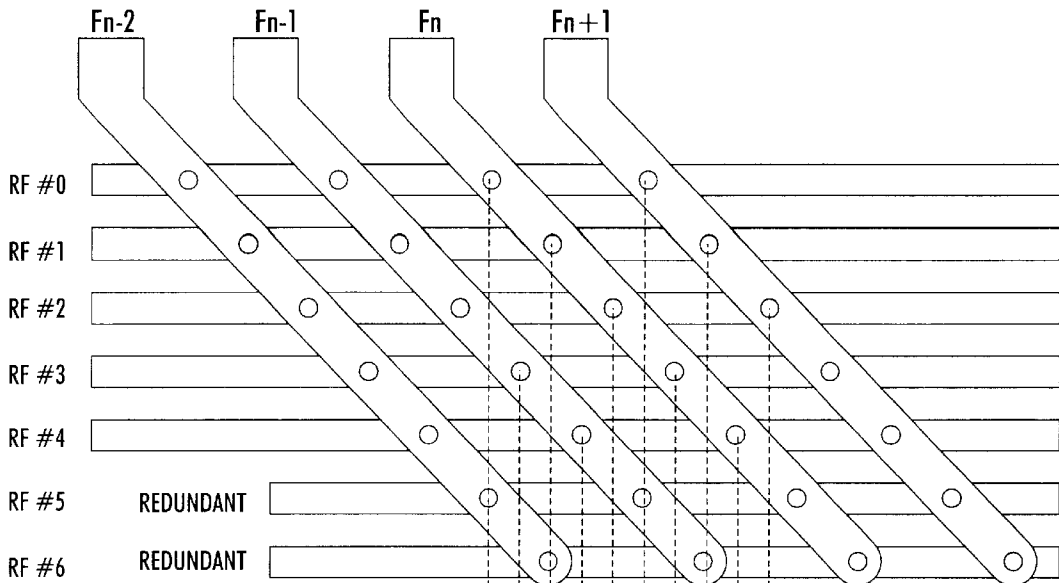 Fn-2 Fn-1 Fn Fn+1
RF #0
RF #1
RF #2
RF #3
RF #4
RF #5 REDUNDANT
RF #6 REDUNDANT